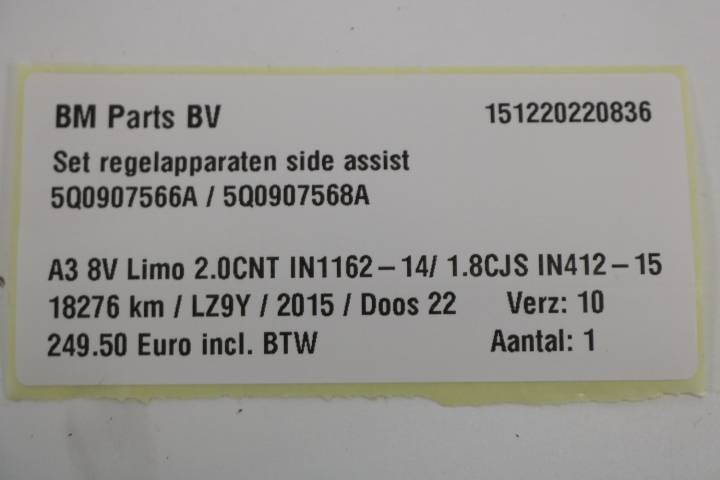 BM Parts BV 151220220836
Set regelapparaten side assist
5Q0907566A / 5Q0907568A
A3 8V Limo 2.0CNT IN1162-14/ 1.8CJS IN412-15
18276 km / LZ9Y / 2015 / Doos 22 Verz: 10
249.50 Euro incl. BTW Aantal: 1